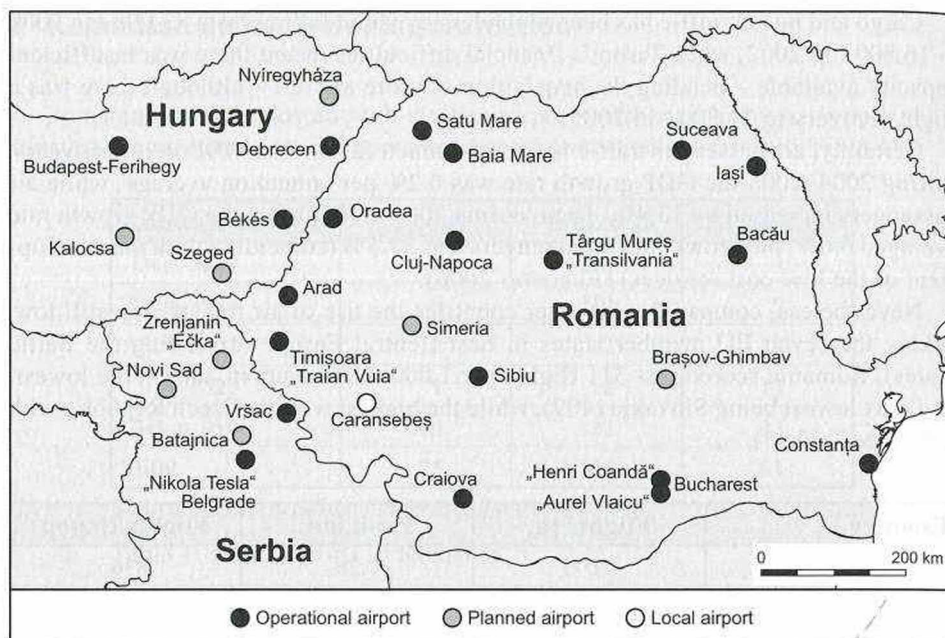 Nyíregyháza
Hungary
Satu Mare
Suceava
Debrecen
Budapest-Ferihegy
Baia Mare
Iași
Békés
Oradea
Kalocsa
Szeged
Cluj-Napoca
Târgu Mureș
„Transilvania“
Bacău
Arad
Romania
Zrenjanin
„Ečka“
Simeria
Novi Sad
Timișoara
„Traian Vuia“
Sibiu
Brașov-Ghimbav
Vršac
Caransebeș
Batajnica
Constanța
„Nikola Tesla“
Belgrade
Craiova
„Henri Coandă“
„Aurel Vlaicu“
Bucharest
Serbia
0 200 km
Operational airport Planned airport Local airport